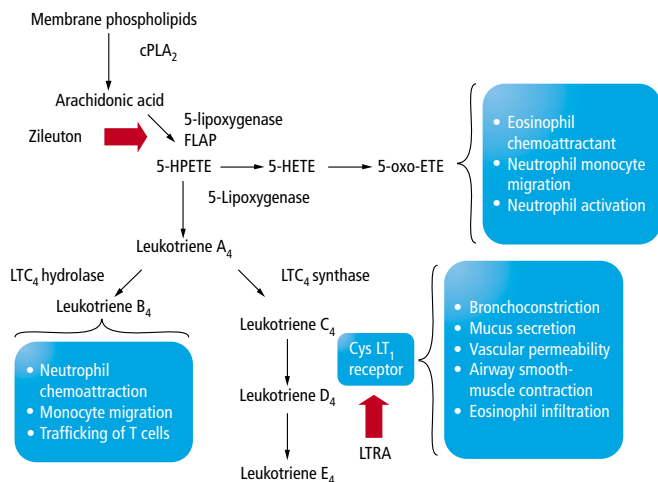 Membrane phospholipids
cPLA₂
Arachidonic acid
5-lipoxygenase
FLAP
Zileuton
5-HPETE
5-HETE
5-oxo-ETE
• Eosinophil
chemoattractant
• Neutrophil monocyte
migration
• Neutrophil activation
5-Lipoxygenase
Leukotriene A₄
LTC₄ hydrolase
LTC₄ synthase
Leukotriene B₄
• Neutrophil
chemoattraction
• Monocyte migration
• Trafficking of T cells
Leukotriene C₄
Cys LT₁
receptor
Leukotriene D₄
LTRA
Leukotriene E₄
• Bronchoconstriction
• Mucus secretion
• Vascular permeability
• Airway smooth-
muscle contraction
• Eosinophil infiltration